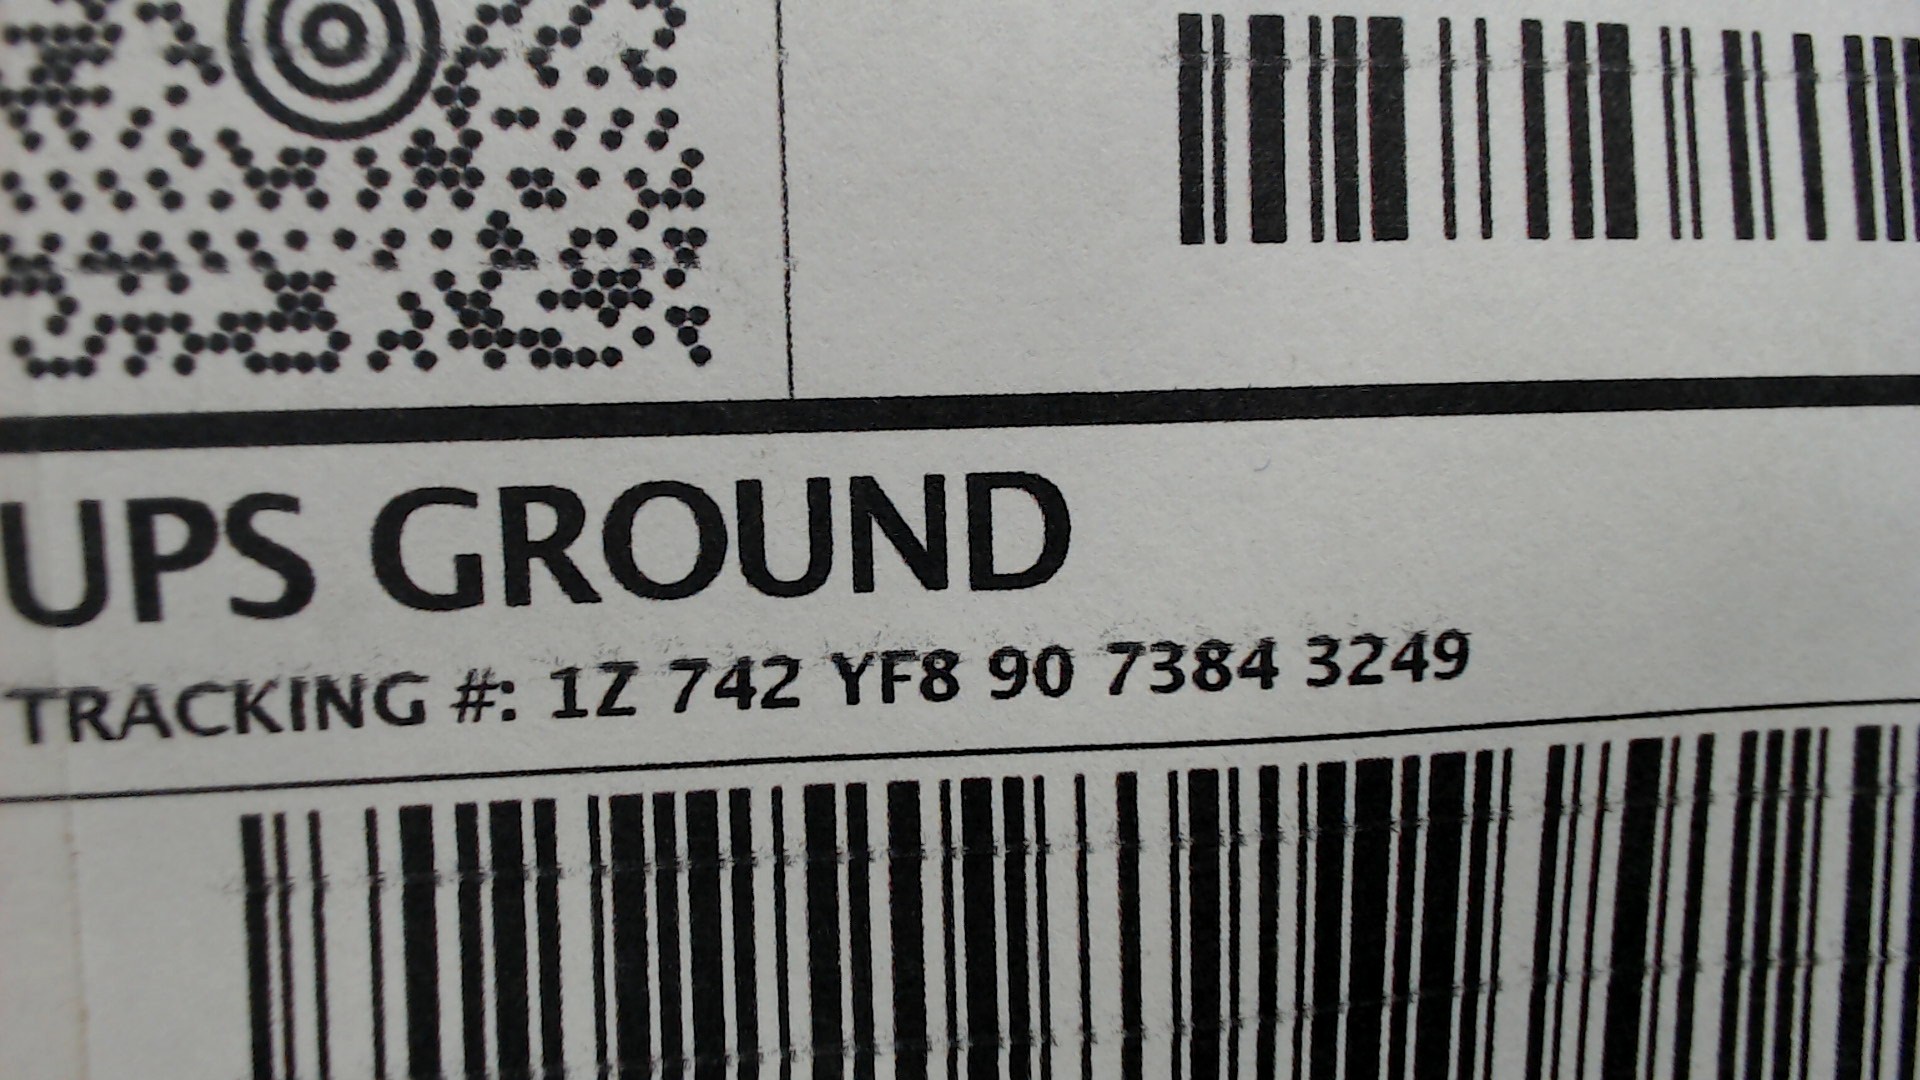 UPS GROUND
TRACKING #: 1Z 742 YF8 90 7384 3249